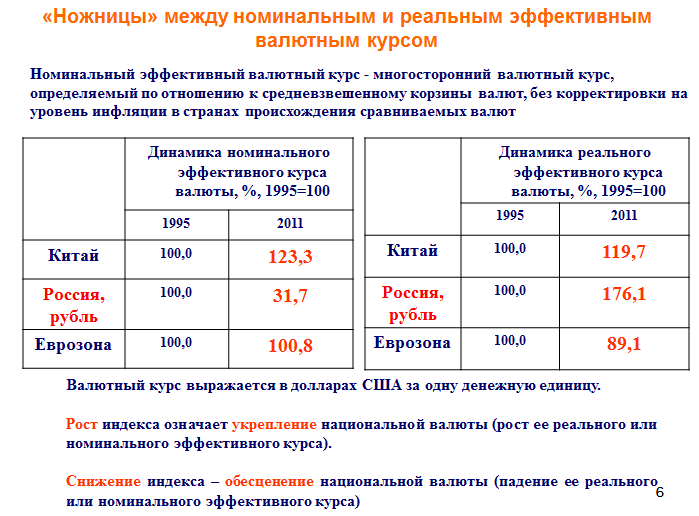 «Ножницы» между номинальным и реальным эффективным
валютным курсом
Номинальный эффективный валютный курс - многосторонний валютный курс,
определяемый по отношению к средневзвешенному корзины валют, без корректировки на
уровень инфляции в странах происхождения сравниваемых валют
Динамика номинального
эффективного курса
валюты, %, 1995=100
1995 2011
Китай 100,0 123,3
Россия, 100,0 31,7
рубль
Еврозона 100,0 100,8
Динамика реального
эффективного курса
валюты, %, 1995=100
1995 2011
Китай 100,0 119,7
Россия, 100,0 176,1
рубль
Еврозона 100,0 89,1
Валютный курс выражается в долларах США за одну денежную единицу.
Рост индекса означает укрепление национальной валюты (рост ее реального или
номинального эффективного курса).
Снижение индекса – обесценение национальной валюты (падение ее реального
или номинального эффективного курса)
6